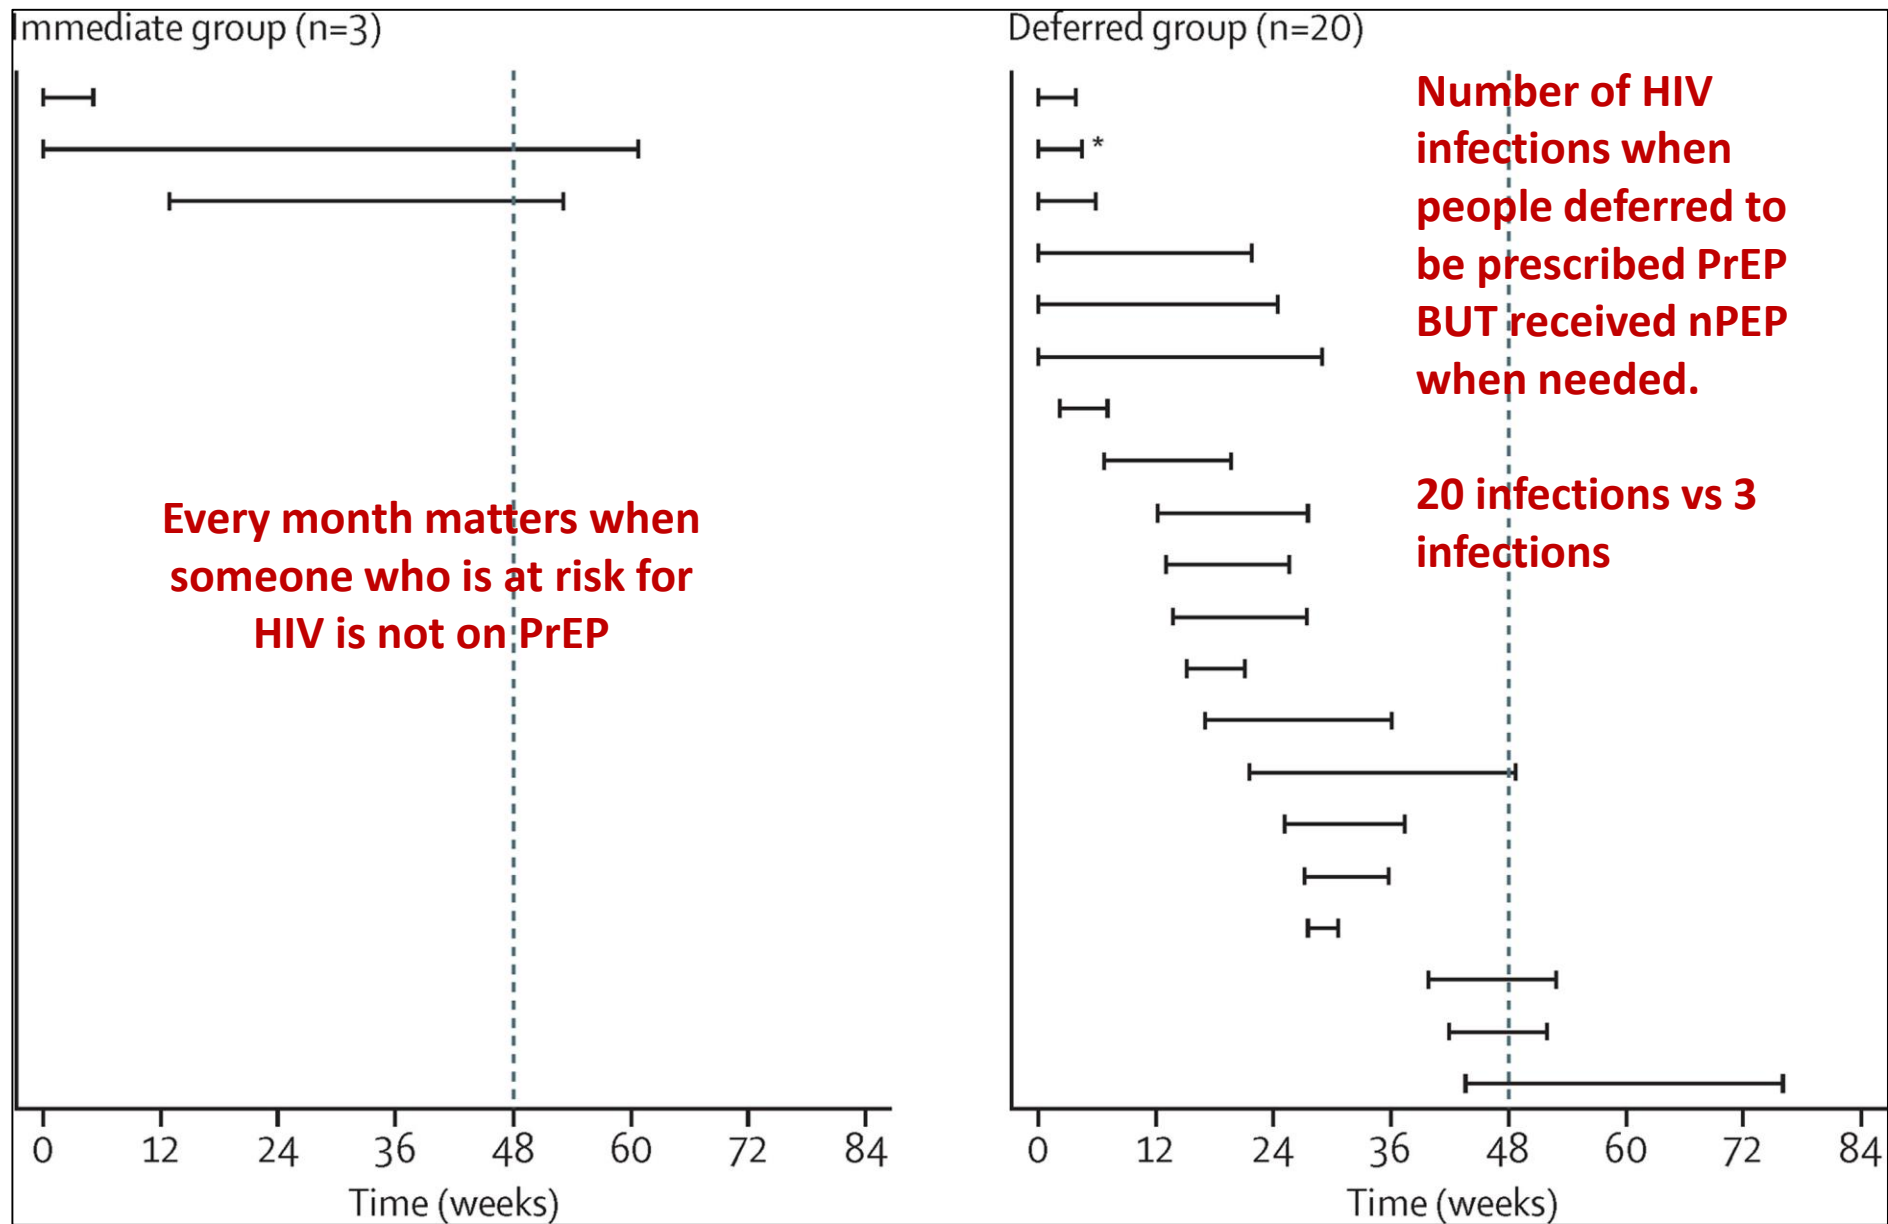 Immediate group (n=3)
Every month matters when
someone who is at risk for
HIV is not on PrEP
0 12 24 36 48 60 72 84
Time (weeks)
Deferred group (n=20)
*
Number of HIV
infections when
people deferred to
be prescribed PrEP
BUT received nPEP
when needed.
20 infections vs 3
infections
0 12 24 36 48 60 72 84
Time (weeks)